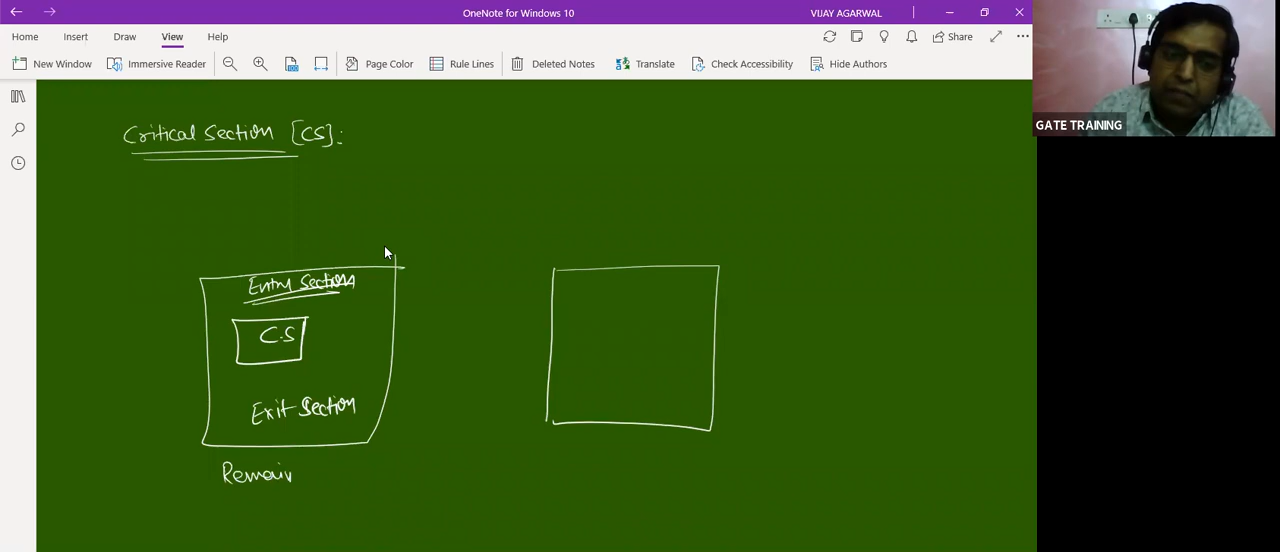 OneNote for Windows 10
VIJAY AGARWAL
Home Insert Draw View Help
Share
New Window Immersive Reader Page Color Rule Lines Deleted Notes Translate Check Accessibility Hide Authors
GATE TRAINING
Critical Section [CS]:
Entry Section
C.S
Exit Section
Remain